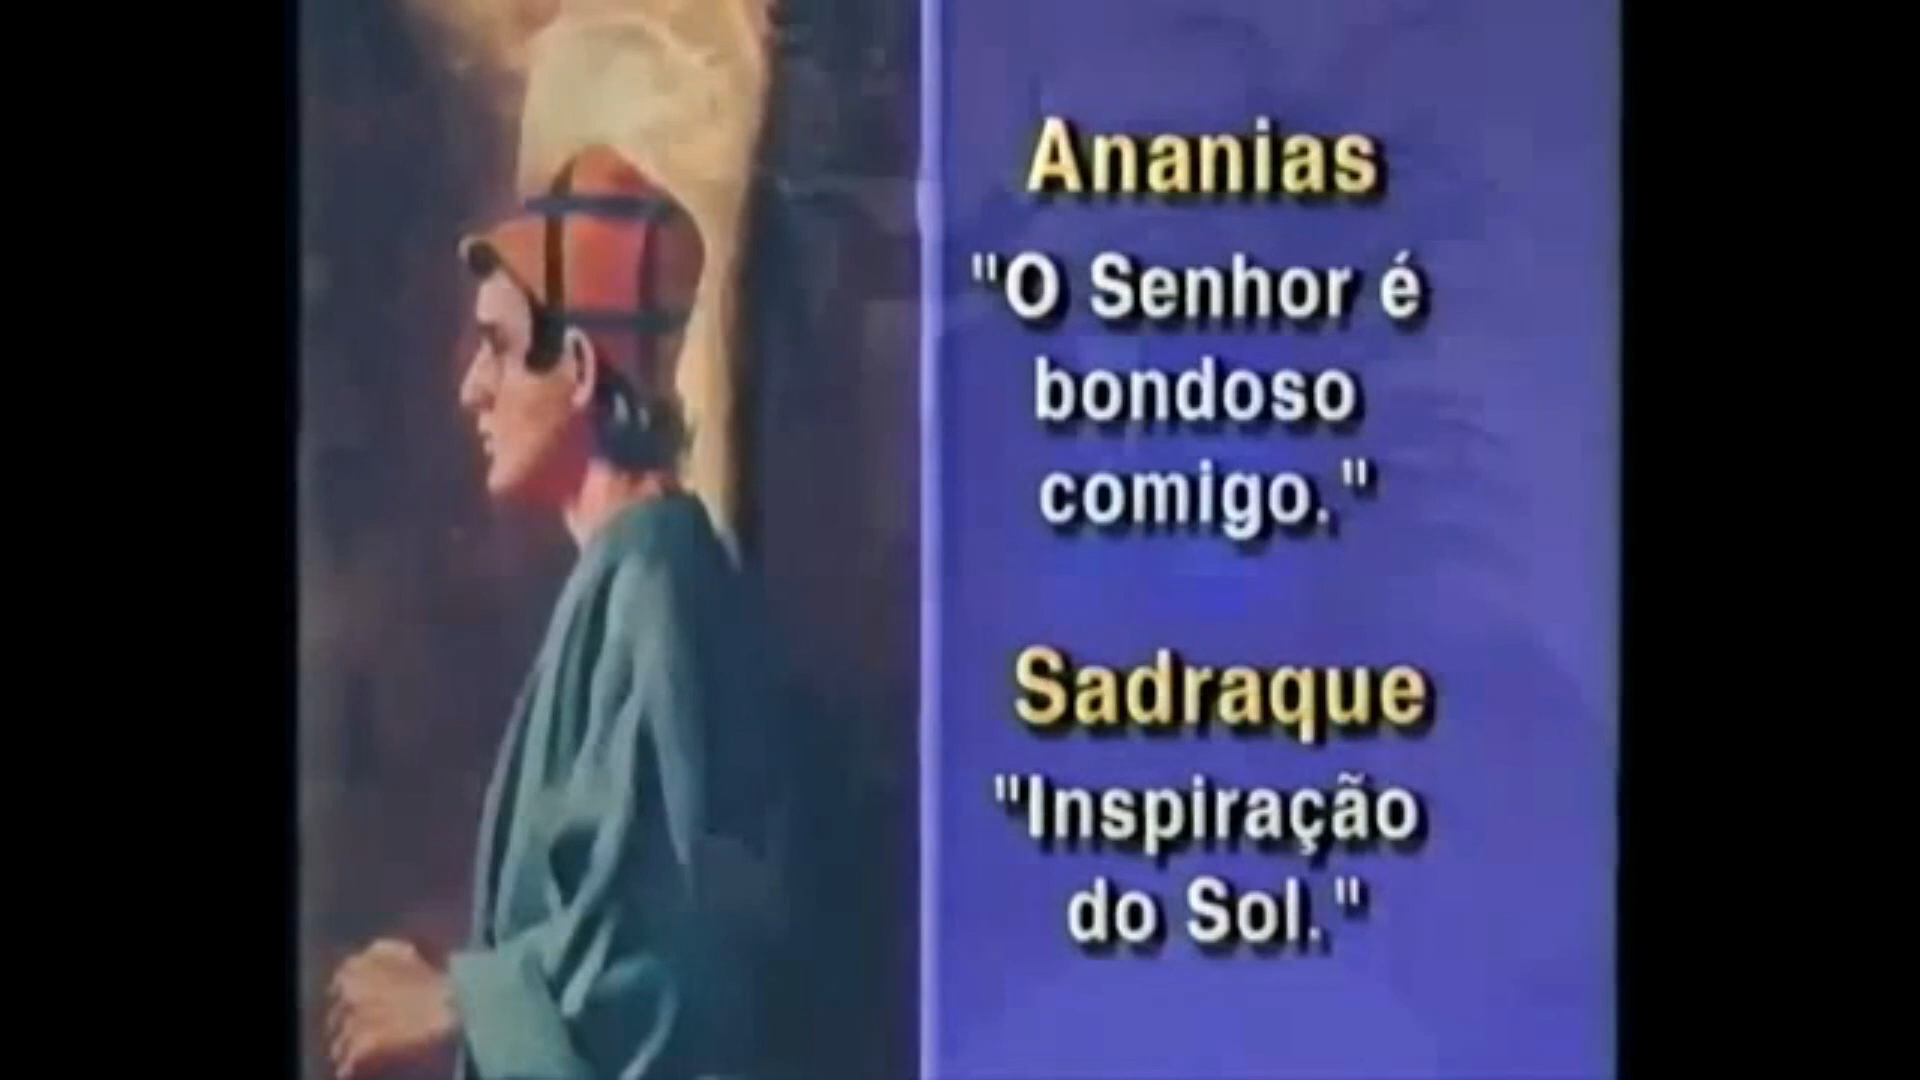 Ananias
"O Senhor é
bondoso
comigo."
Sadraque
"Inspiração
do Sol."